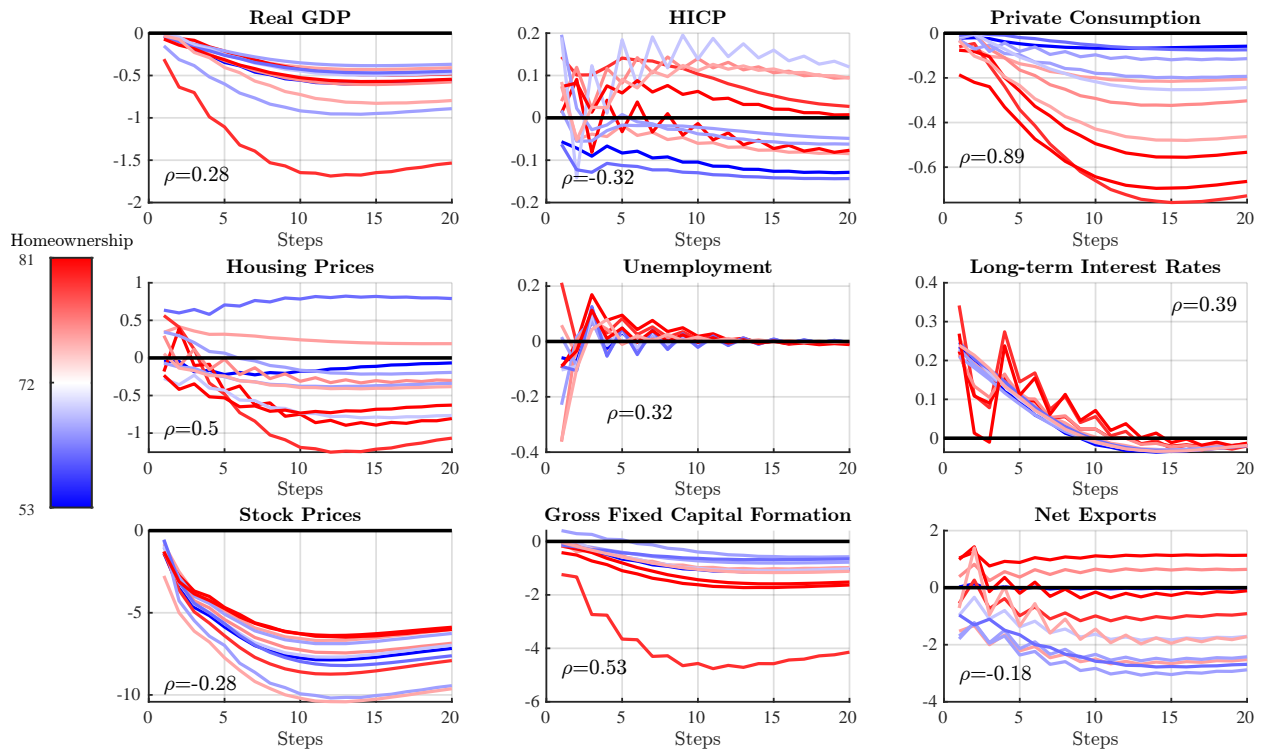 Real GDP
0
-0.5
-1
-1.5
-2
ρ=0.28
0 5 10 15 20
Steps
HICP
0.2
0.1
0
-0.1
-0.2
ρ=-0.32
0 5 10 15 20
Steps
Private Consumption
0
-0.2
-0.4
-0.6
ρ=0.89
0 5 10 15 20
Steps
Homeownership
81
72
53
Housing Prices
1
0.5
0
-0.5
-1
ρ=0.5
0 5 10 15 20
Steps
Unemployment
0.2
0
-0.2
-0.4
ρ=0.32
0 5 10 15 20
Steps
Long-term Interest Rates
0.4
0.3
0.2
0.1
0
ρ=0.39
0 5 10 15 20
Steps
Stock Prices
0
-5
-10
ρ=-0.28
0 5 10 15 20
Steps
Gross Fixed Capital Formation
0
-2
-4
-6
ρ=0.53
0 5 10 15 20
Steps
Net Exports
2
0
-2
-4
ρ=-0.18
0 5 10 15 20
Steps